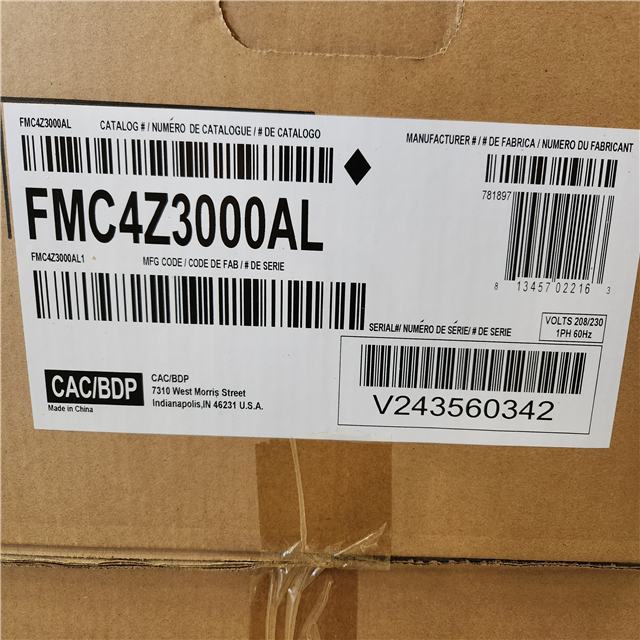 FMC4Z3000AL
CATALOG # / NÚMERO DE CATALOGUE / # DE CATALOGO
MANUFACTURER # / # DE FABRICA / NUMERO DU FABRICANT
781897
FMC4Z3000AL
8 13457 02216 3
FMC4Z3000AL1
MFG CODE / CODE DE FAB / # DE SERIE
VOLTS 208/230
1PH 60Hz
SERIAL#/ NUMÉRO DE SÉRIE/ # DE SERIE
V243560342
CAC/BDP
Made in China
CAC/BDP
7310 West Morris Street
Indianapolis,IN 46231 U.S.A.